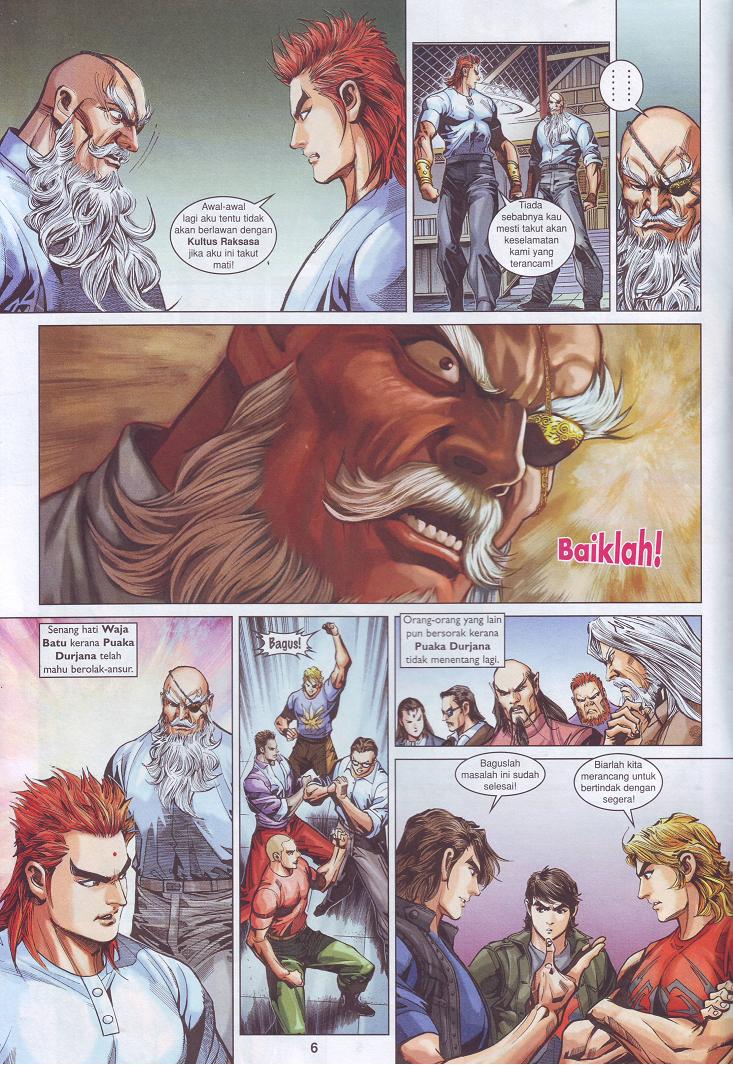 Awal-awal
lagi aku tentu tidak
akan berlawan dengan
Kultus Raksasa
jika aku ini takut
mati!
Tiada
sebabnya kau
mesti takut akan
keselamatan
kami yang
terancam!
Baiklah!
Senang hati Waja
Batu kerana Puaka
Durjana telah
mahu berolak-ansur.
Bagus!
Orang-orang yang lain
pun bersorak kerana
Puaka Durjana
tidak menentang lagi.
Baguslah
masalah ini sudah
selesai!
Biarlah kita
merancang untuk
bertindak dengan
segera!
6